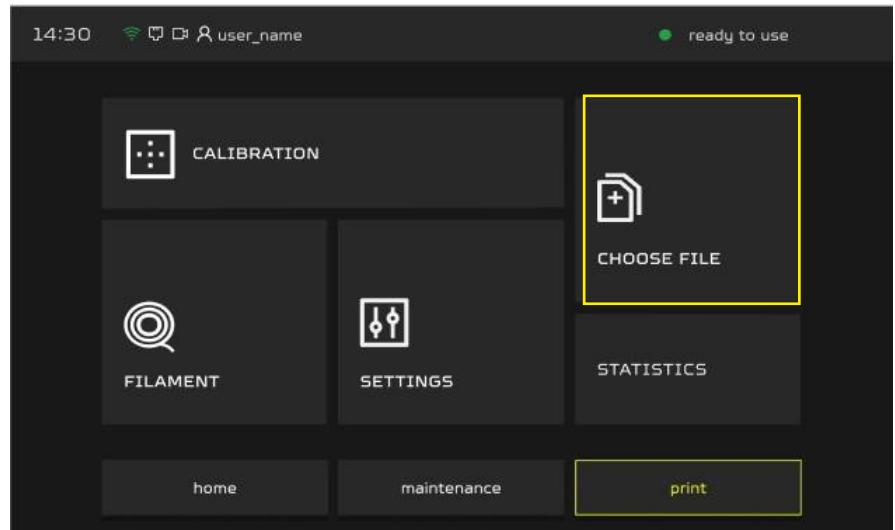 14:30 user_name ready to use
CALIBRATION
CHOOSE FILE
FILAMENT SETTINGS STATISTICS
home maintenance print